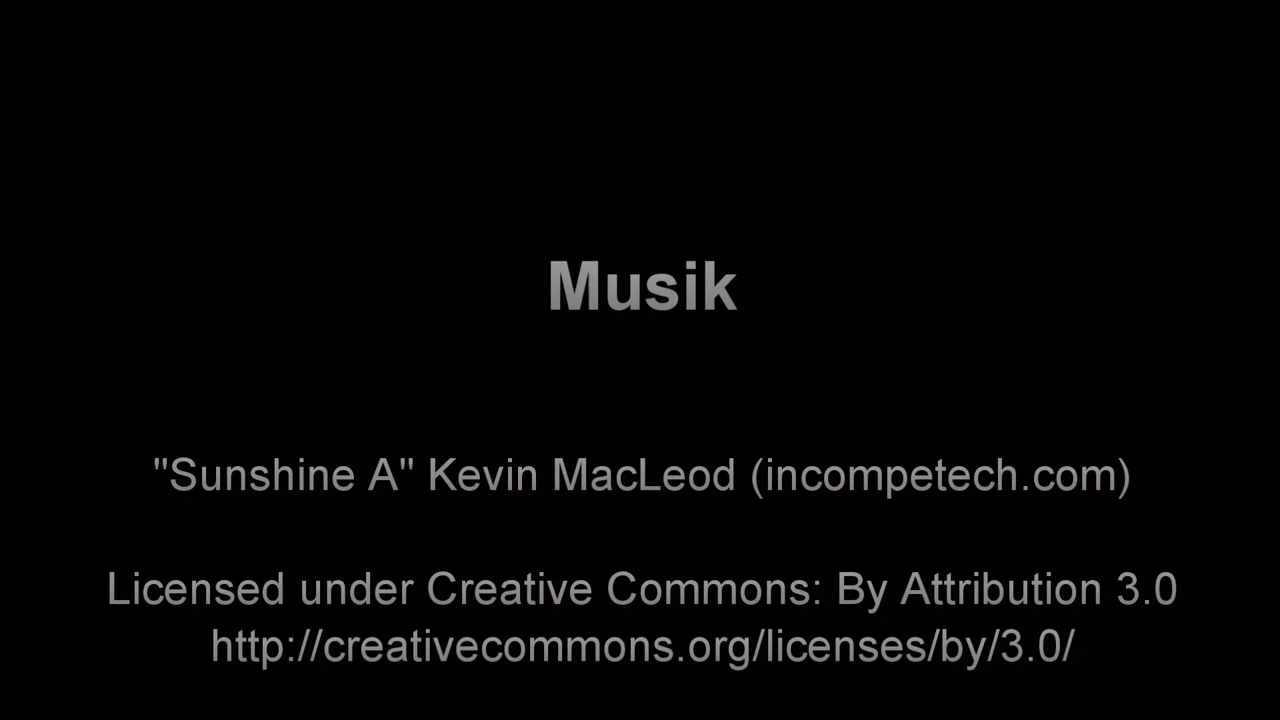 Musik
"Sunshine A" Kevin MacLeod (incompetech.com)
Licensed under Creative Commons: By Attribution 3.0
http://creativecommons.org/licenses/by/3.0/